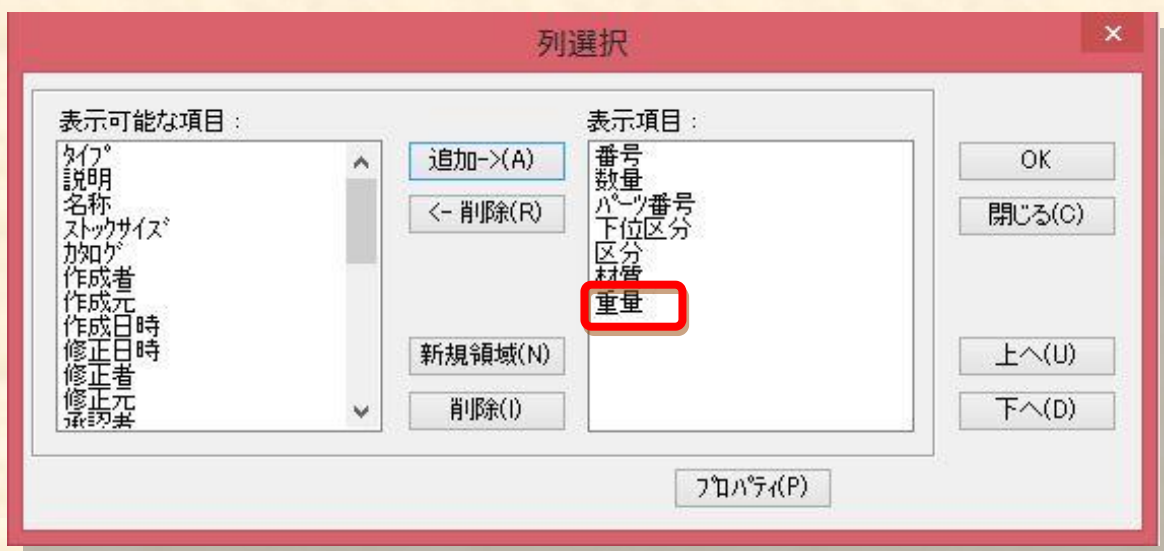 列選択
×
表示可能な項目：
ﾀｲﾌﾟ
説明
名称
ｽﾄｯｸｻｲｽﾞ
ｶﾀﾛｸﾞ
作成者
作成元
作成日時
修正日時
修正者
修正元
承認者
追加->(A)
<- 削除(R)
新規領域(N)
削除(I)
表示項目：
番号
数量
ﾊﾟｰﾂ番号
下位区分
区分
材質
重量
OK
閉じる(C)
上へ(U)
下へ(D)
ﾌﾟﾛﾊﾟﾃｨ(P)